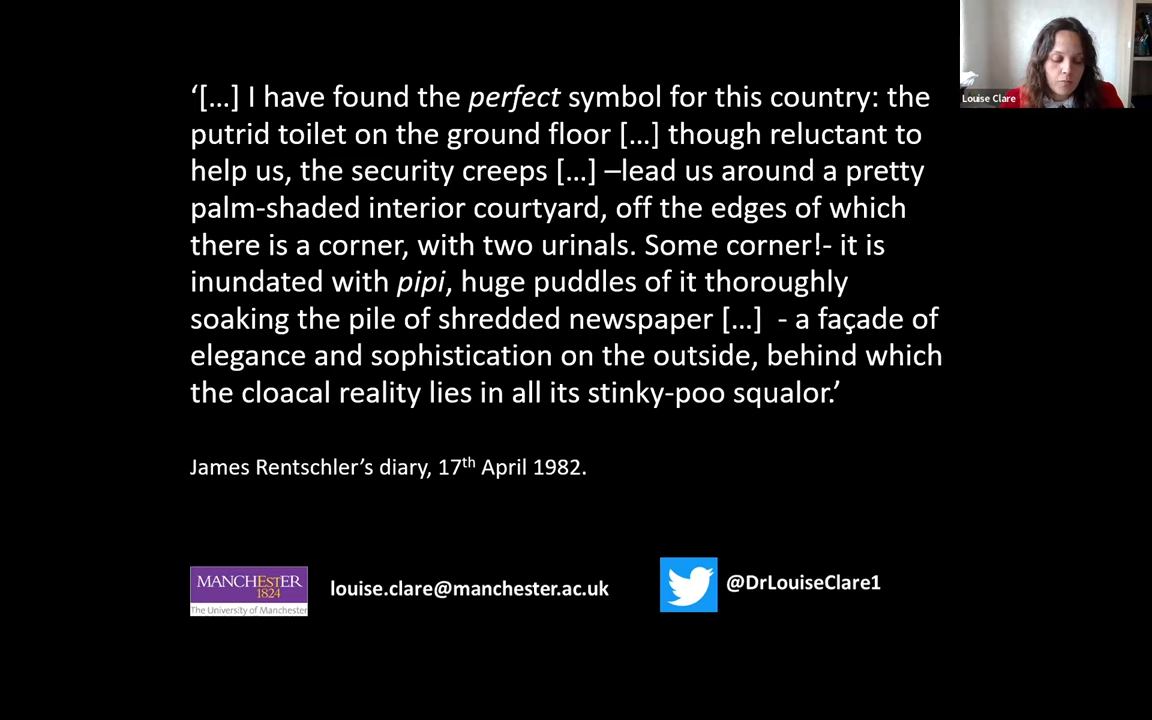 ‘[…] I have found the perfect symbol for this country: the
putrid toilet on the ground floor […] though reluctant to
help us, the security creeps […] –lead us around a pretty
palm-shaded interior courtyard, off the edges of which
there is a corner, with two urinals. Some corner!- it is
inundated with pipi, huge puddles of it thoroughly
soaking the pile of shredded newspaper […]  - a façade of
elegance and sophistication on the outside, behind which
the cloacal reality lies in all its stinky-poo squalor.’
James Rentschler’s diary, 17th April 1982.
MANCHESTER
1824
The University of Manchester
louise.clare@manchester.ac.uk
@DrLouiseClare1
Louise Clare